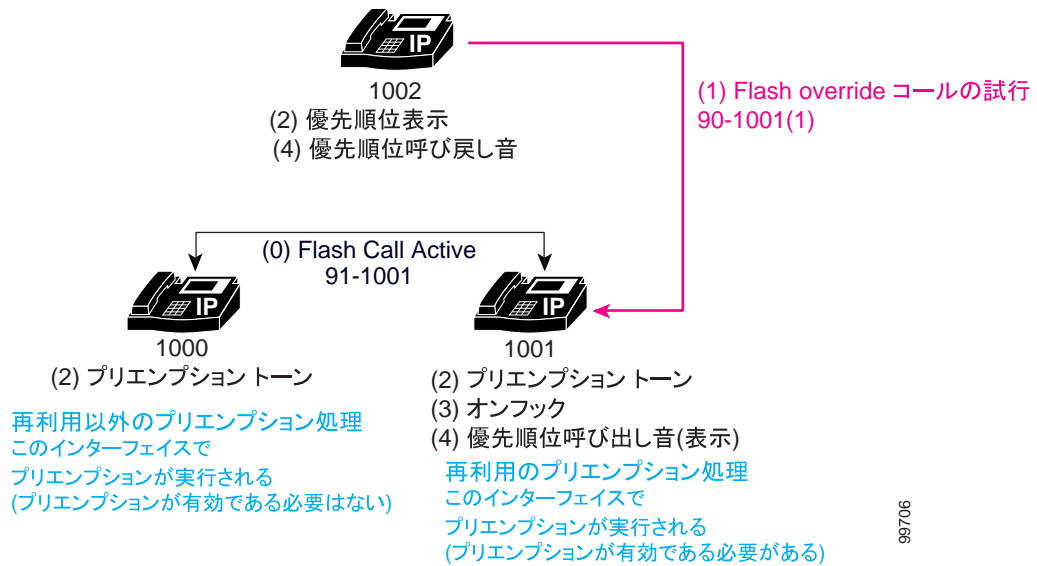 IP
1002
(2) 優先順位表示
(4) 優先順位呼び戻し音
(1) Flash override コールの試行
90-1001(1)
(0) Flash Call Active
91-1001
IP
1000
(2) プリエンプション トーン
再利用以外のプリエンプション処理
このインターフェイスで
プリエンプションが実行される
(プリエンプションが有効である必要はない)
IP
1001
(2) プリエンプション トーン
(3) オンフック
(4) 優先順位呼び出し音(表示)
再利用のプリエンプション処理
このインターフェイスで
プリエンプションが実行される
(プリエンプションが有効である必要がある)
99706